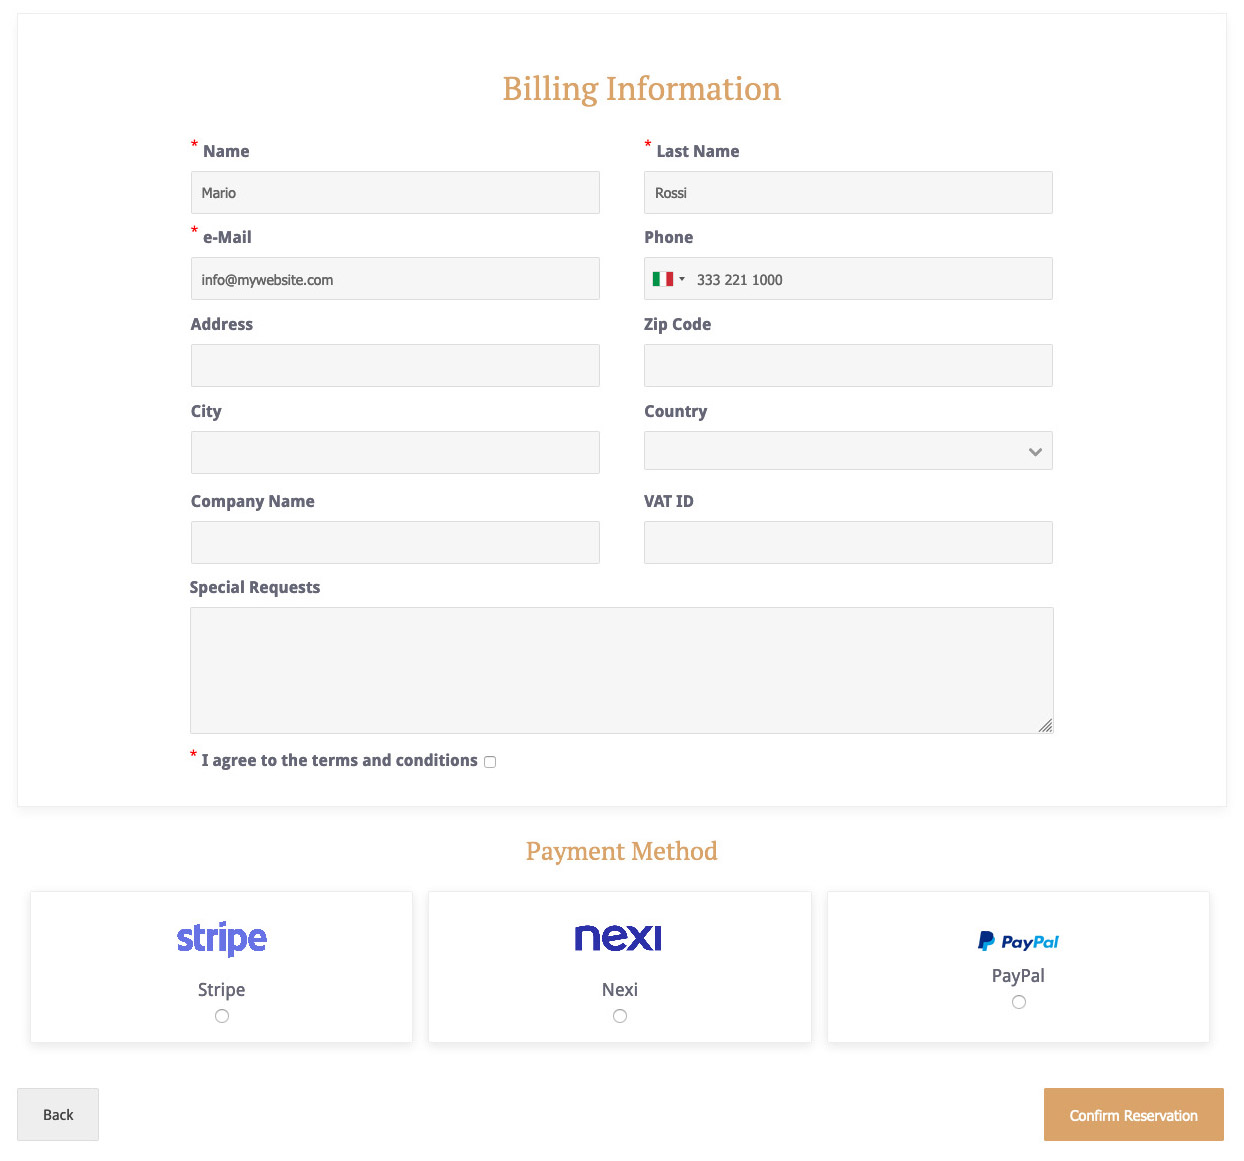 Billing Information
* Name
* Last Name
Mario
Rossi
* e-Mail
Phone
info@mywebsite.com
333 221 1000
Address
Zip Code
City
Country
Company Name
VAT ID
Special Requests
* I agree to the terms and conditions
Payment Method
stripe
Stripe
nexi
Nexi
PayPal
PayPal
Back
Confirm Reservation